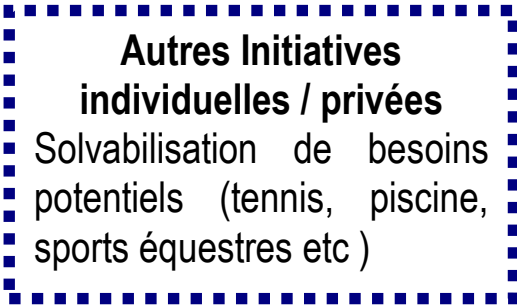 Autres Initiatives
individuelles / privées
Solvabilisation de besoins
potentiels (tennis, piscine,
sports équestres etc )